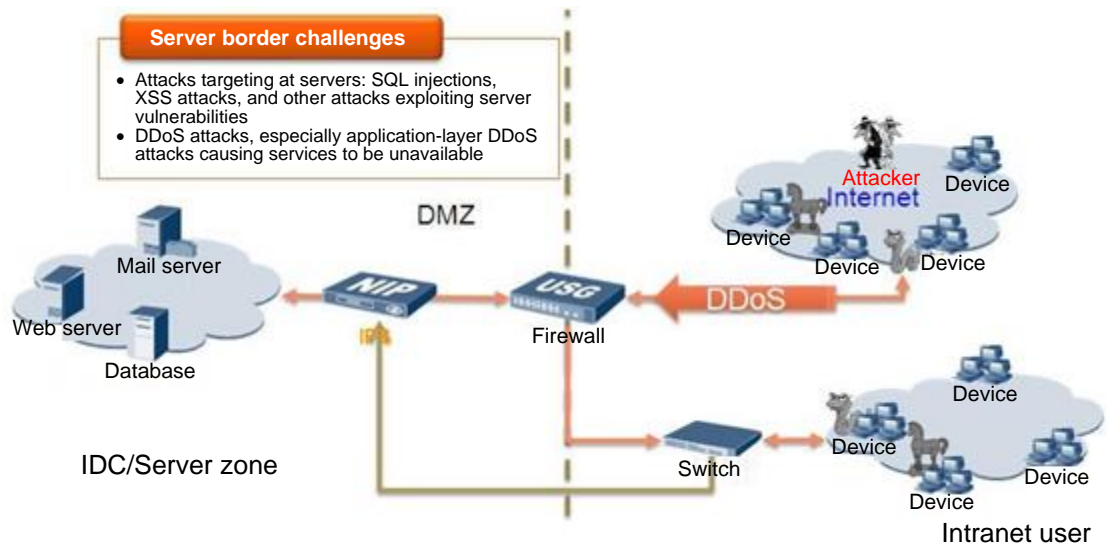 Server border challenges
• Attacks targeting at servers: SQL injections,
XSS attacks, and other attacks exploiting server
vulnerabilities
• DDoS attacks, especially application-layer DDoS
attacks causing services to be unavailable
Attacker
Internet
Device
Device
Device
Device
DMZ
Mail server
Web server
Database
NIP
IPS
USG
Firewall
DDoS
IDC/Server zone
Switch
Device
Device
Device
Device
Intranet user